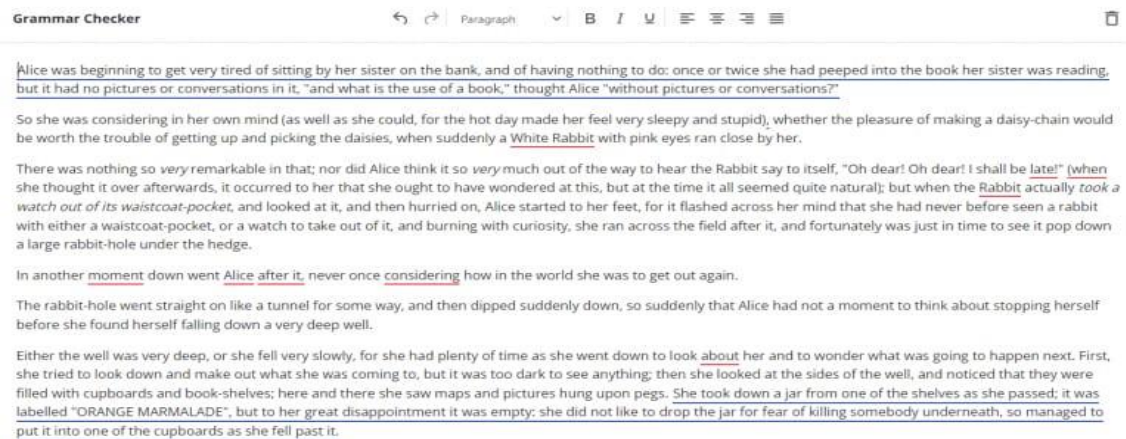 Grammar Checker
Paragraph
B I U
Alice was beginning to get very tired of sitting by her sister on the bank, and of having nothing to do: once or twice she had peeped into the book her sister was reading,
but it had no pictures or conversations in it, "and what is the use of a book," thought Alice "without pictures or conversations?"
So she was considering in her own mind (as well as she could, for the hot day made her feel very sleepy and stupid), whether the pleasure of making a daisy-chain would
be worth the trouble of getting up and picking the daisies, when suddenly a White Rabbit with pink eyes ran close by her.
There was nothing so very remarkable in that; nor did Alice think it so very much out of the way to hear the Rabbit say to itself, "Oh dear! Oh dear! I shall be late!" (when
she thought it over afterwards, it occurred to her that she ought to have wondered at this, but at the time it all seemed quite natural); but when the Rabbit actually took a
watch out of its waistcoat-pocket, and looked at it, and then hurried on, Alice started to her feet, for it flashed across her mind that she had never before seen a rabbit
with either a waistcoat-pocket, or a watch to take out of it, and burning with curiosity, she ran across the field after it, and fortunately was just in time to see it pop down
a large rabbit-hole under the hedge.
In another moment down went Alice after it, never once considering how in the world she was to get out again.
The rabbit-hole went straight on like a tunnel for some way, and then dipped suddenly down, so suddenly that Alice had not a moment to think about stopping herself
before she found herself falling down a very deep well.
Either the well was very deep, or she fell very slowly, for she had plenty of time as she went down to look about her and to wonder what was going to happen next. First,
she tried to look down and make out what she was coming to, but it was too dark to see anything; then she looked at the sides of the well, and noticed that they were
filled with cupboards and book-shelves; here and there she saw maps and pictures hung upon pegs. She took down a jar from one of the shelves as she passed; it was
labelled "ORANGE MARMALADE", but to her great disappointment it was empty: she did not like to drop the jar for fear of killing somebody underneath, so managed to
put it into one of the cupboards as she fell past it.